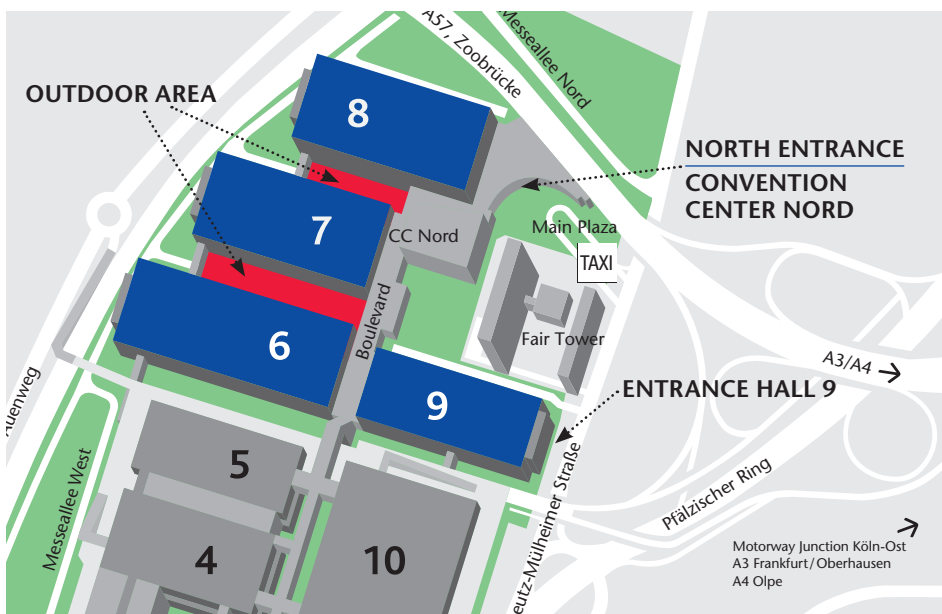 A57, Zoobrücke
Messeallee Nord
OUTDOOR AREA
8
NORTH ENTRANCE
CONVENTION
CENTER NORD
7
CC Nord
Main Plaza
TAXI
6
Boulevard
Fair Tower
A3/A4
Auenweg
9
ENTRANCE HALL 9
5
Messeallee West
4
10
Pfälzischer Ring
eutz-Mülheimer Straße
Motorway Junction Köln-Ost
A3 Frankfurt/Oberhausen
A4 Olpe